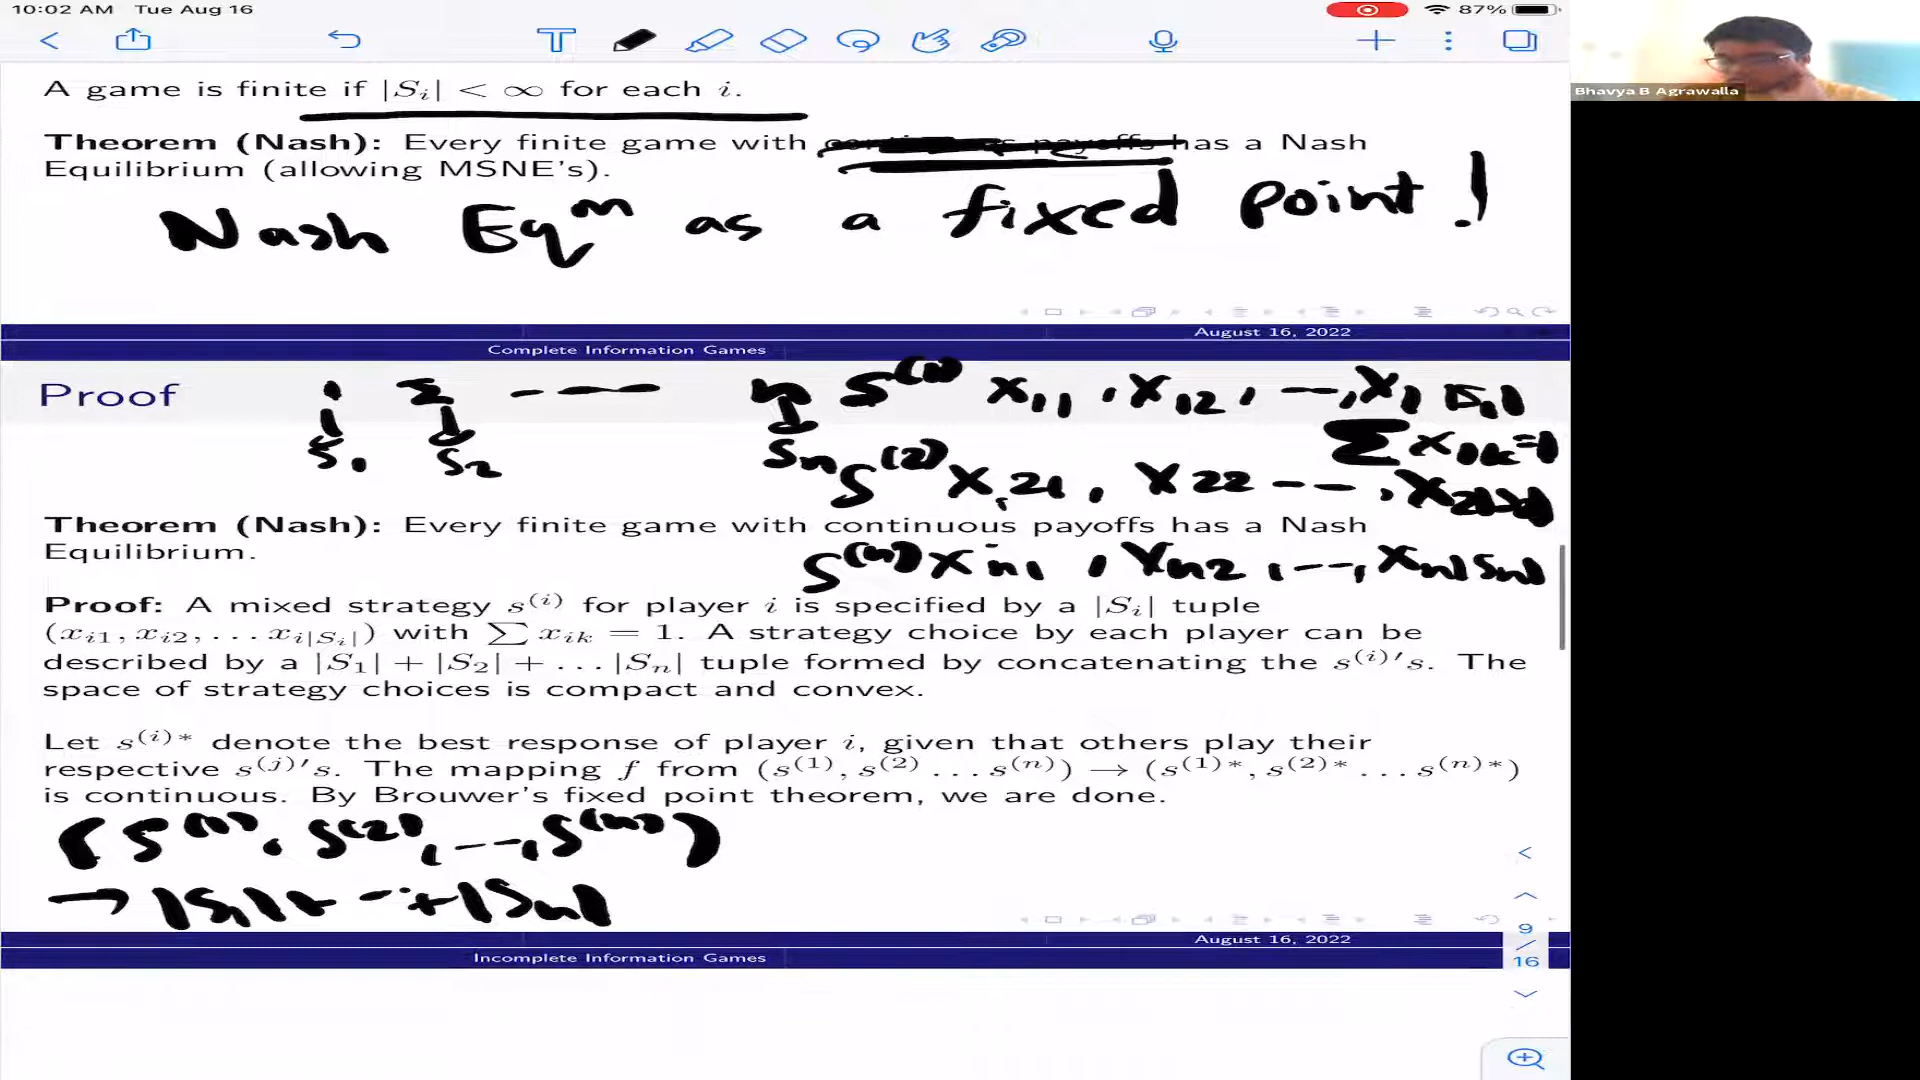 10:02 AM Tue Aug 16
87%
Bhavya B Agrawalla
A game is finite if |S_i| < ∞ for each i.
Theorem (Nash): Every finite game with payoffs has a Nash
Equilibrium (allowing MSNE's).
Nash Eq^m as a fixed point!
August 16, 2022
Complete Information Games
Proof
1 2 ---- n S^(1) x_11, x_12, ---, x_1|S_1|
S_1 S_2 S_n Σ x_1k = 1
S^(2) x_21, x_22 ---, x_2|S_2|
Theorem (Nash): Every finite game with continuous payoffs has a Nash
Equilibrium.
S^(n) x_n1, x_n2, ---, x_n|S_n|
Proof: A mixed strategy s^(i) for player i is specified by a |S_i| tuple
(x_i1, x_i2, ... x_i|S_i|) with ∑ x_ik = 1. A strategy choice by each player can be
described by a |S_1| + |S_2| + ... |S_n| tuple formed by concatenating the s^(i)'s. The
space of strategy choices is compact and convex.
Let s^(i)* denote the best response of player i, given that others play their
respective s^(j)'s. The mapping f from (s^(1), s^(2) ... s^(n)) → (s^(1)*, s^(2)* ... s^(n)*)
is continuous. By Brouwer's fixed point theorem, we are done.
(S^(1), S^(2), ---, S^(n))
→ |S_1| + --- + |S_n|
August 16, 2022
Incomplete Information Games
9
/
16